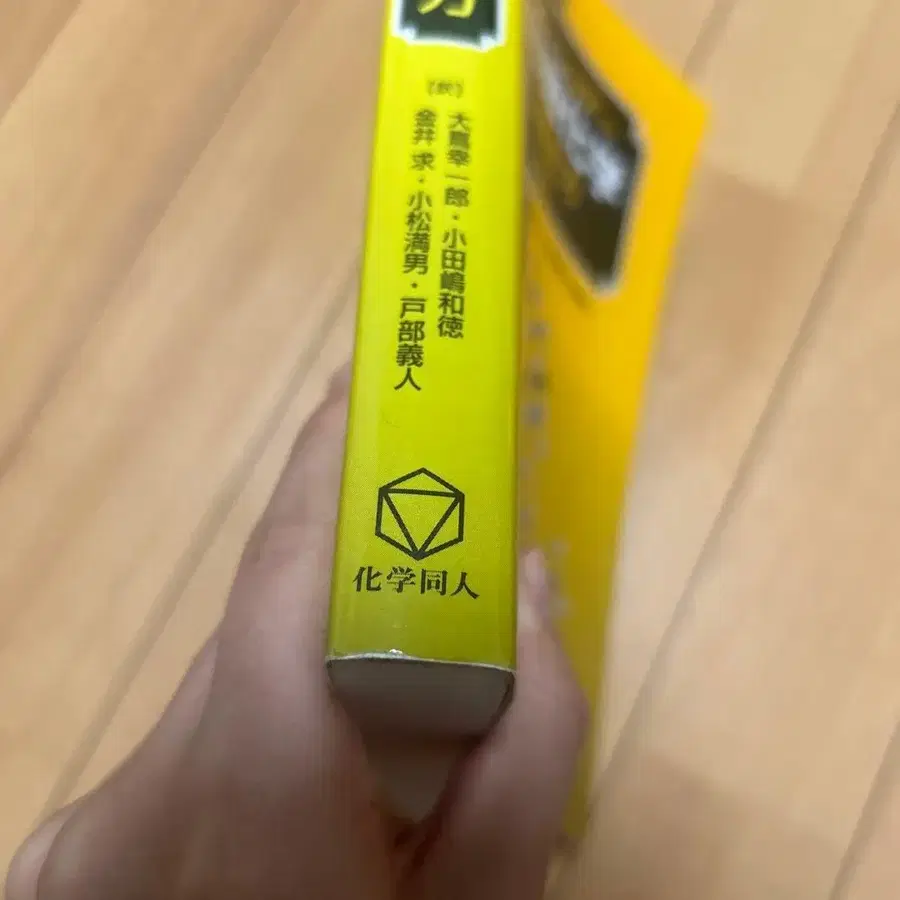 〔訳〕
大嶌幸一郎・小田嶋和徳
金井 求・小松満男・戸部義人
化学同人